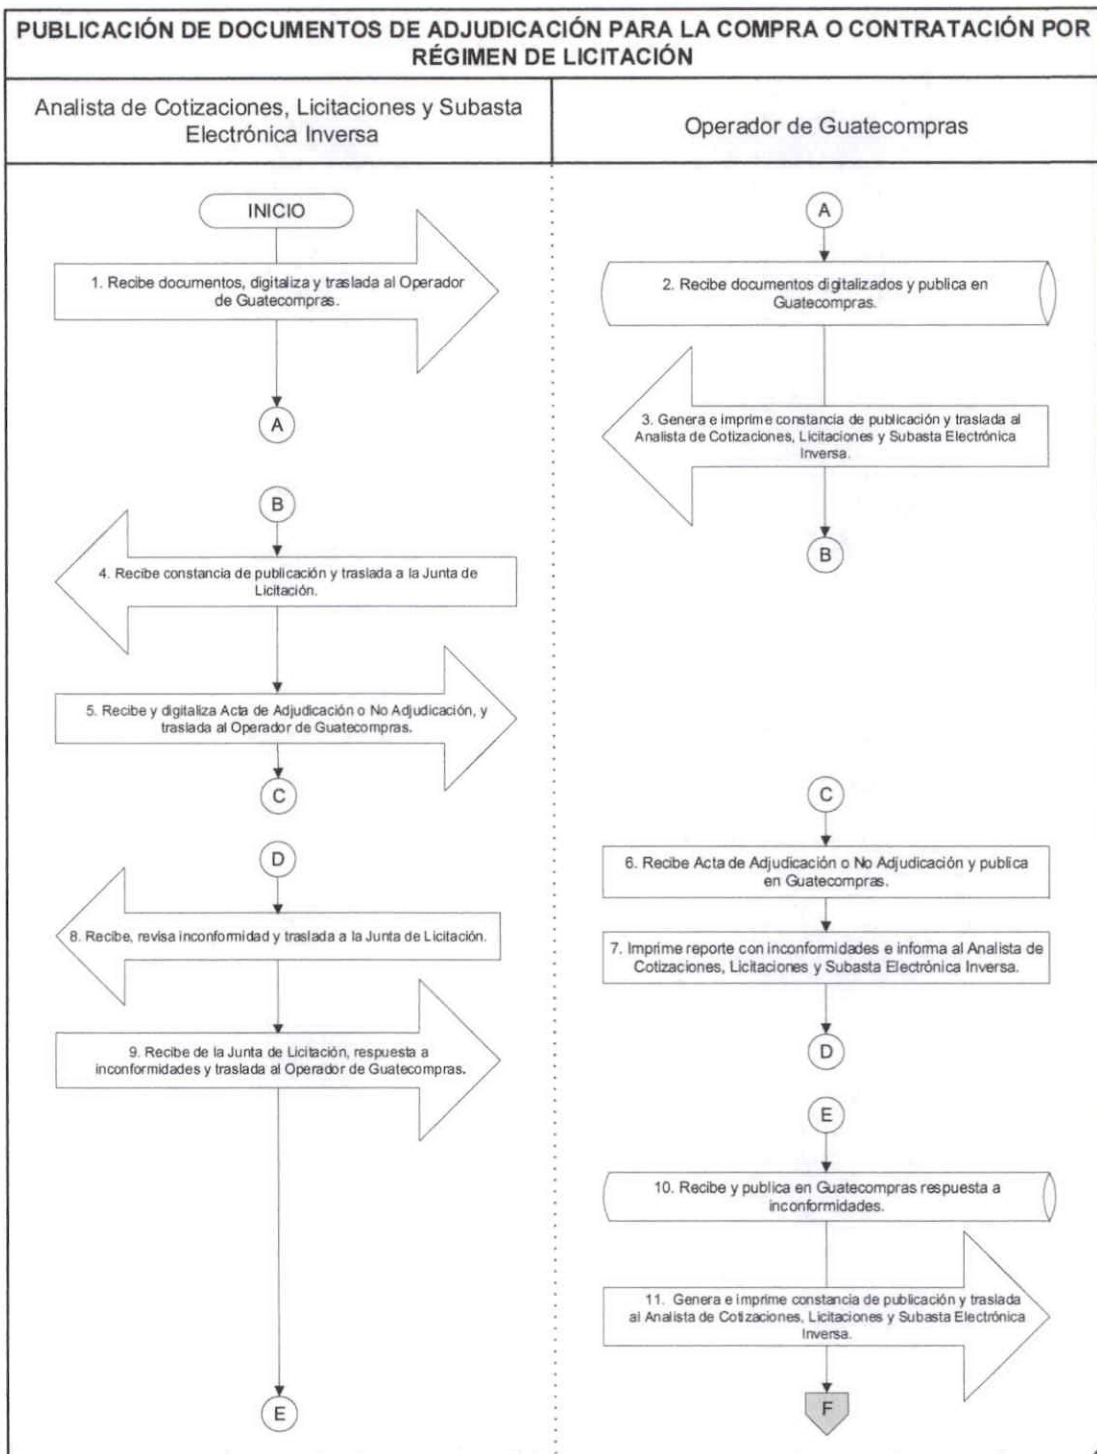 PUBLICACIÓN DE DOCUMENTOS DE ADJUDICACIÓN PARA LA COMPRA O CONTRATACIÓN POR
RÉGIMEN DE LICITACIÓN
Analista de Cotizaciones, Licitaciones y Subasta
Electrónica Inversa
Operador de Guatecompras
INICIO
1. Recibe documentos, digitaliza y traslada al Operador
de Guatecompras.
A
B
4. Recibe constancia de publicación y traslada a la Junta de
Licitación.
5. Recibe y digitaliza Acta de Adjudicación o No Adjudicación, y
traslada al Operador de Guatecompras.
C
D
8. Recibe, revisa inconformidad y traslada a la Junta de Licitación.
9. Recibe de la Junta de Licitación, respuesta a
inconformidades y traslada al Operador de Guatecompras.
E
A
2. Recibe documentos digitalizados y publica en
Guatecompras.
3. Genera e imprime constancia de publicación y traslada al
Analista de Cotizaciones, Licitaciones y Subasta Electrónica
Inversa.
B
C
6. Recibe Acta de Adjudicación o No Adjudicación y publica
en Guatecompras.
7. Imprime reporte con inconformidades e informa al Analista de
Cotizaciones, Licitaciones y Subasta Electrónica Inversa.
D
E
10. Recibe y publica en Guatecompras respuesta a
inconformidades.
11. Genera e imprime constancia de publicación y traslada
al Analista de Cotizaciones, Licitaciones y Subasta Electrónica
Inversa.
F